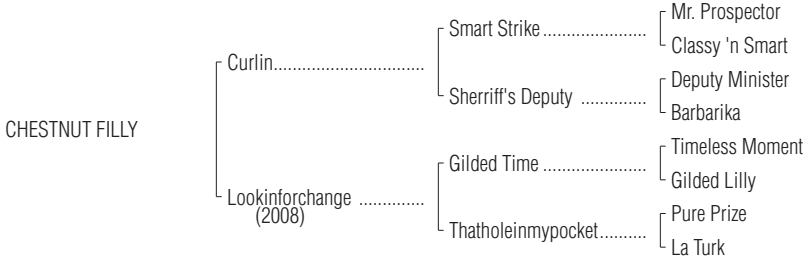 Mr. Prospector
Smart Strike......................
Classy 'n Smart
Curlin...............................
Deputy Minister
Sherriff's Deputy ..............
Barbarika
CHESTNUT FILLY
Timeless Moment
Gilded Time ......................
Gilded Lilly
Lookinforchange ..............
(2008)
Pure Prize
Thatholeinmypocket..........
La Turk